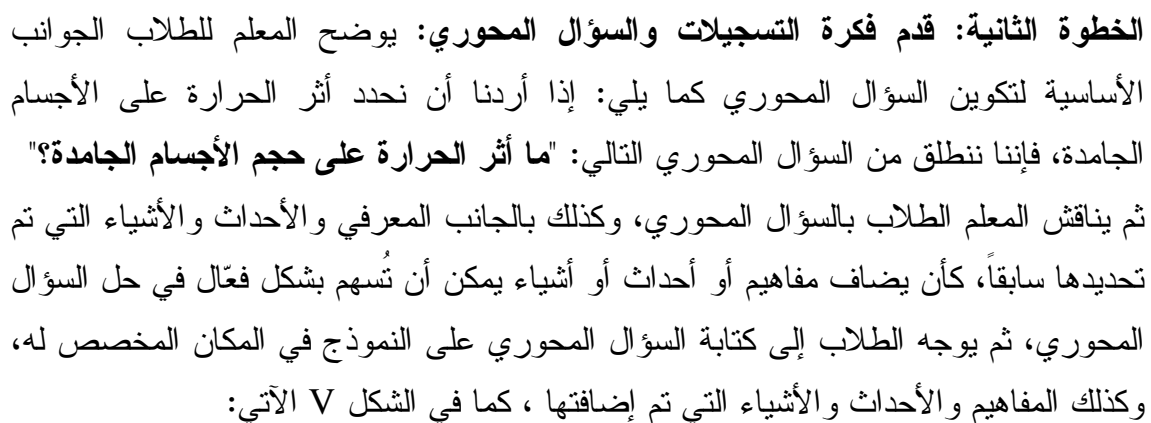 الخطوة الثانية: قدم فكرة التسجيلات والسؤال المحوري: يوضح المعلم للطلاب الجوانب
الأساسية لتكوين السؤال المحوري كما يلي: إذا أردنا أن نحدد أثر الحرارة على الأجسام
الجامدة، فإننا ننطلق من السؤال المحوري التالي: "ما أثر الحرارة على حجم الأجسام الجامدة؟"
ثم يناقش المعلم الطلاب بالسؤال المحوري، وكذلك بالجانب المعرفي والأحداث والأشياء التي تم
تحديدها سابقاً، كأن يضاف مفاهيم أو أحداث أو أشياء يمكن أن تُسهم بشكل فعّال في حل السؤال
المحوري، ثم يوجه الطلاب إلى كتابة السؤال المحوري على النموذج في المكان المخصص له،
وكذلك المفاهيم والأحداث والأشياء التي تم إضافتها ، كما في الشكل V الآتي: